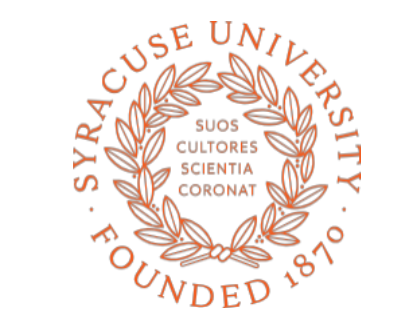 SYRACUSE UNIVERSITY
SUOS
CULTORES
SCIENTIA
CORONAT
· FOUNDED 1870 ·